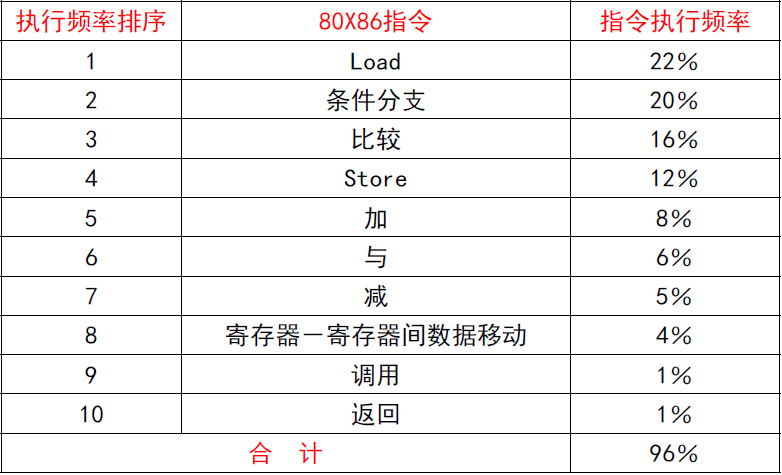 执行频率排序 80X86指令 指令执行频率
1 Load 22%
2 条件分支 20%
3 比较 16%
4 Store 12%
5 加 8%
6 与 6%
7 减 5%
8 寄存器－寄存器间数据移动 4%
9 调用 1%
10 返回 1%
合 计 96%